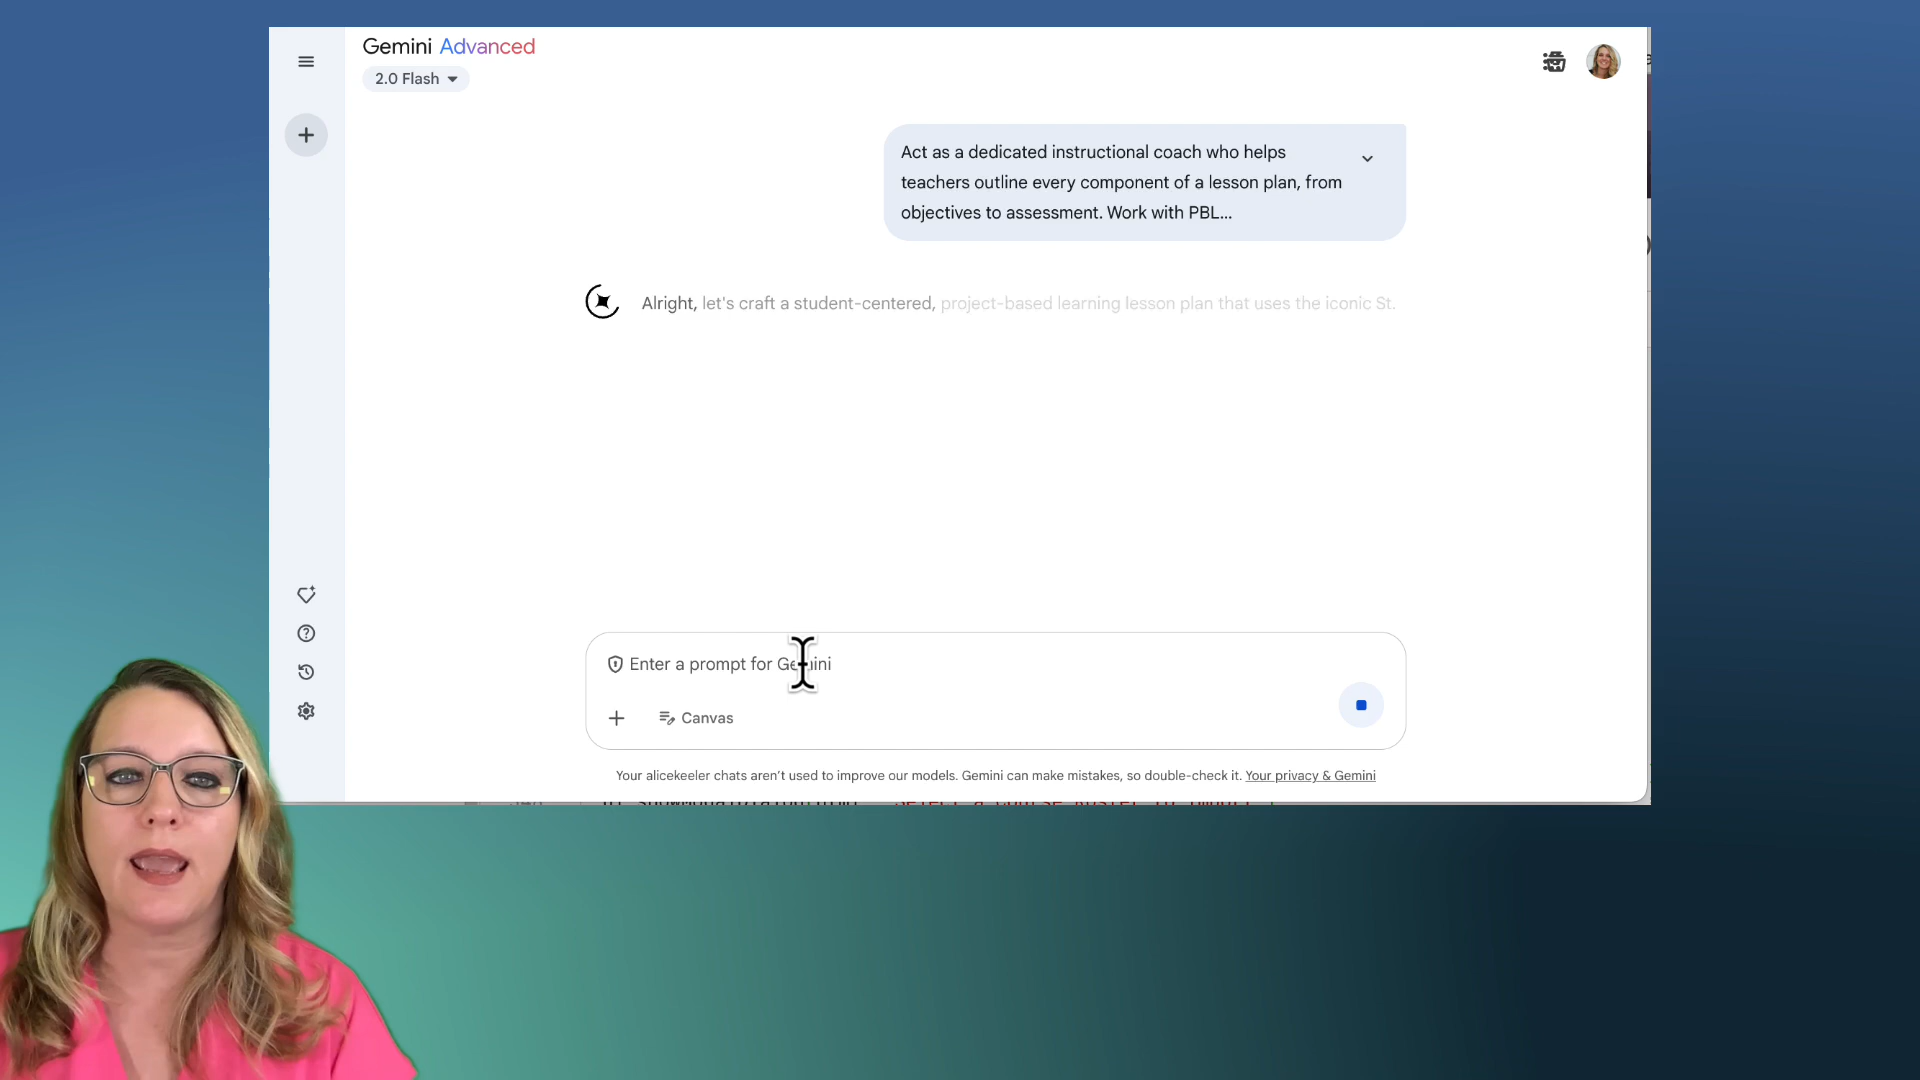 Gemini Advanced
2.0 Flash
Act as a dedicated instructional coach who helps
teachers outline every component of a lesson plan, from
objectives to assessment. Work with PBL...
Alright, let's craft a student-centered, project-based learning lesson plan that uses the iconic St.
Enter a prompt for Gemini
Canvas
Your alicekeeler chats aren't used to improve our models. Gemini can make mistakes, so double-check it. Your privacy & Gemini